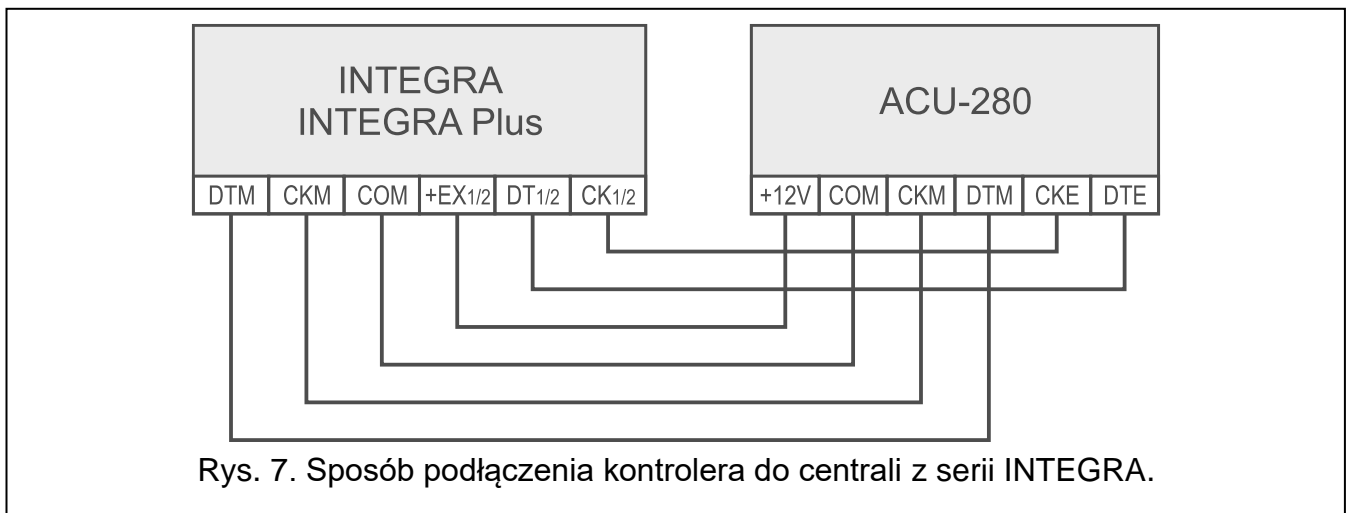 INTEGRA
INTEGRA Plus
DTM CKM COM +EX1/2 DT1/2 CK1/2
ACU-280
+12V COM CKM DTM CKE DTE
Rys. 7. Sposób podłączenia kontrolera do centrali z serii INTEGRA.